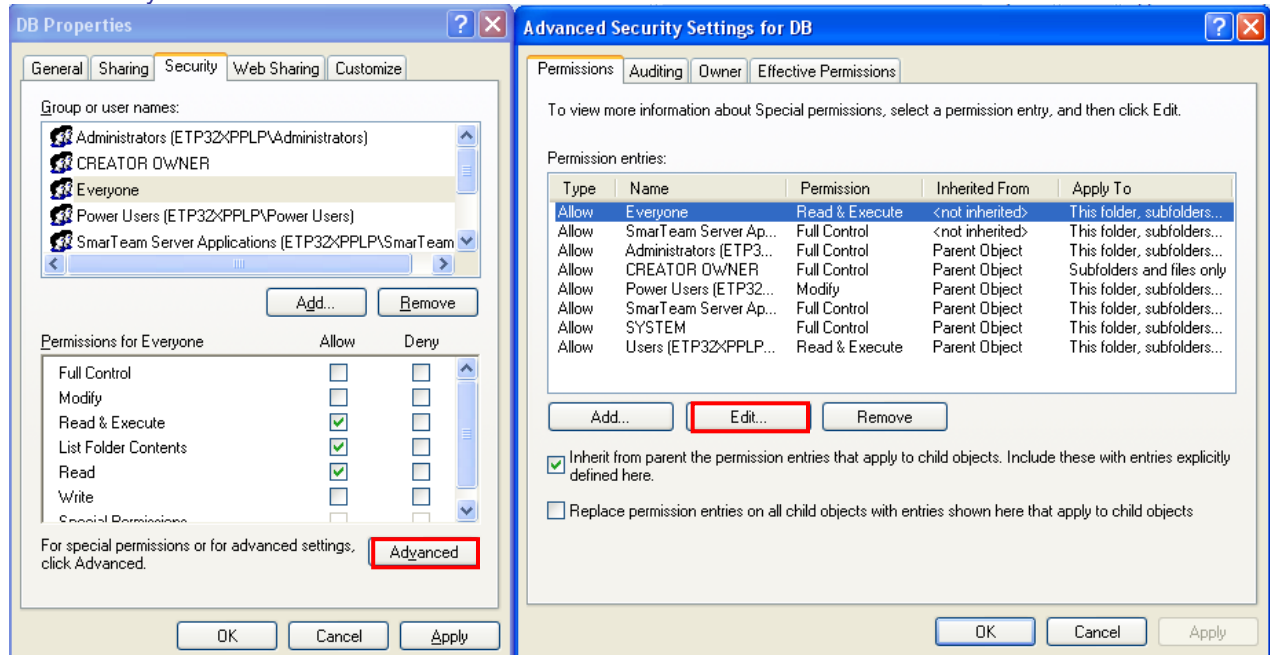 DB Properties
General Sharing Security Web Sharing Customize
Group or user names:
Administrators (ETP32XPPLP\Administrators)
CREATOR OWNER
Everyone
Power Users (ETP32XPPLP\Power Users)
SmarTeam Server Applications (ETP32XPPLP\SmarTeam
Add... Remove
Permissions for Everyone Allow Deny
Full Control
Modify
Read & Execute
List Folder Contents
Read
Write
Special Permissions
For special permissions or for advanced settings,
click Advanced.
Advanced
OK Cancel Apply
Advanced Security Settings for DB
Permissions Auditing Owner Effective Permissions
To view more information about Special permissions, select a permission entry, and then click Edit.
Permission entries:
Type Name Permission Inherited From Apply To
Allow Everyone Read & Execute <not inherited> This folder, subfolders...
Allow SmarTeam Server Ap... Full Control <not inherited> This folder, subfolders...
Allow Administrators (ETP3... Full Control Parent Object This folder, subfolders...
Allow CREATOR OWNER Full Control Parent Object Subfolders and files only
Allow Power Users (ETP32... Modify Parent Object This folder, subfolders...
Allow SmarTeam Server Ap... Full Control Parent Object This folder, subfolders...
Allow SYSTEM Full Control Parent Object This folder, subfolders...
Allow Users (ETP32XPPLP... Read & Execute Parent Object This folder, subfolders...
Add... Edit... Remove
Inherit from parent the permission entries that apply to child objects. Include these with entries explicitly
defined here.
Replace permission entries on all child objects with entries shown here that apply to child objects
OK Cancel Apply